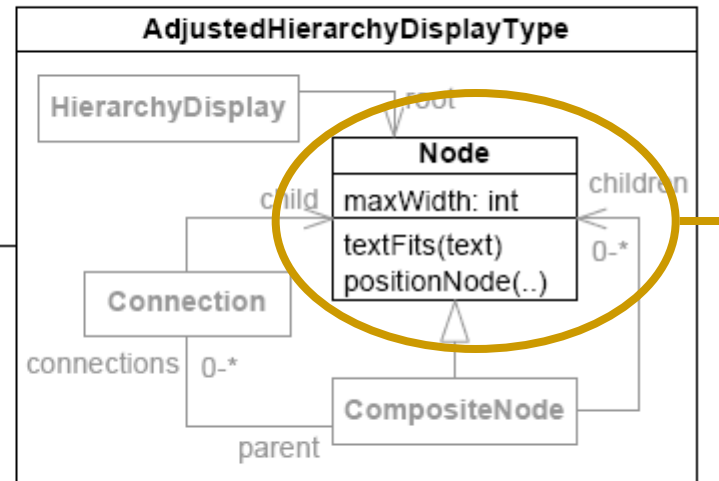 AdjustedHierarchyDisplayType
HierarchyDisplay
root
Node
child
children
maxWidth: int
textFits(text)
0-*
positionNode(..)
Connection
connections
0-*
CompositeNode
parent